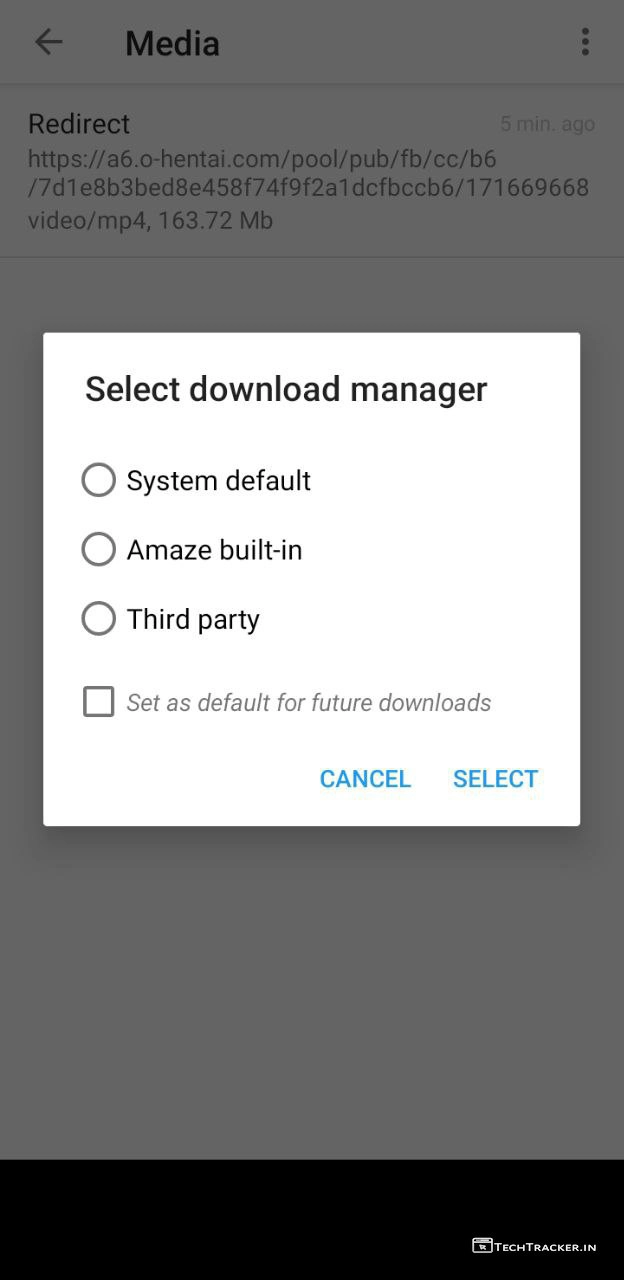 Media
Redirect
5 min. ago
https://a6.o-hentai.com/pool/pub/fb/cc/b6
/7d1e8b3bed8e458f74f9f2a1dcfbccb6/171669668
video/mp4, 163.72 Mb
Select download manager
System default
Amaze built-in
Third party
Set as default for future downloads
CANCEL SELECT
TECHTRACKER.IN